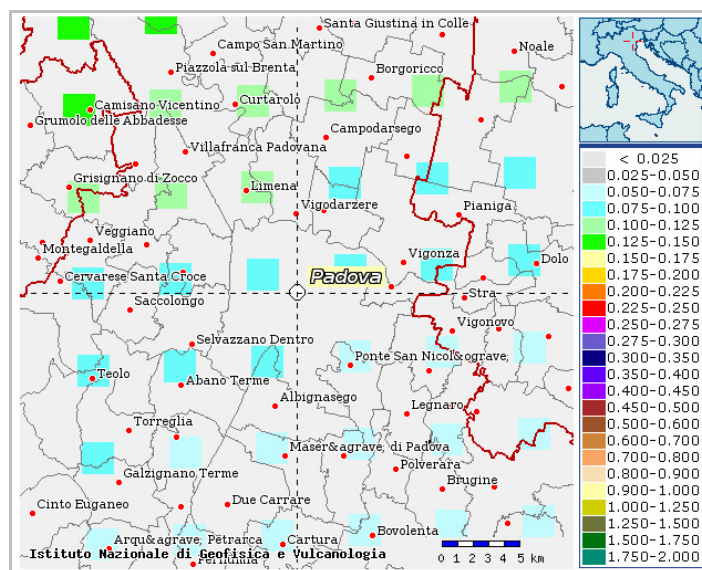 Santa Giustina in Colle
Campo San Martino
Noale
Piazzola sul Brenta
Borgoricco
Camisano Vicentino
Curtarolo
Grumolo delle Abbadesse
Campodarsego
Villafranca Padovana
Grisignano di Zocco
Limena
Vigodarzere
Pianiga
Veggiano
Montegaldella
Vigonza
Dolo
Cervarese Santa Croce
Padova
Saccolongo
Stra
Vigonovo
Selvazzano Dentro
Ponte San Nicol&ograve;
Teolo
Abano Terme
Albignasego
Legnaro
Torreglia
Maser&agrave; di Padova
Polverara
Galzignano Terme
Brugine
Cinto Euganeo
Due Carrare
Arqu&agrave; Petrarca
Cartura
Bovolenta
Istituto Nazionale di Geofisica e Vulcanologia
Pernumia
0 1 2 3 4 5 km
< 0.025
0.025-0.050
0.050-0.075
0.075-0.100
0.100-0.125
0.125-0.150
0.150-0.175
0.175-0.200
0.200-0.225
0.225-0.250
0.250-0.275
0.275-0.300
0.300-0.350
0.350-0.400
0.400-0.450
0.450-0.500
0.500-0.600
0.600-0.700
0.700-0.800
0.800-0.900
0.900-1.000
1.000-1.250
1.250-1.500
1.500-1.750
1.750-2.000